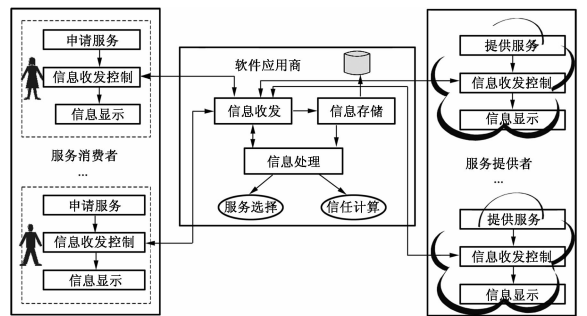 申请服务
信息收发控制
信息显示
服务消费者
...
申请服务
信息收发控制
信息显示
软件应用商
信息收发
信息存储
信息处理
服务选择
信任计算
提供服务
信息收发控制
信息显示
服务提供者
...
提供服务
信息收发控制
信息显示